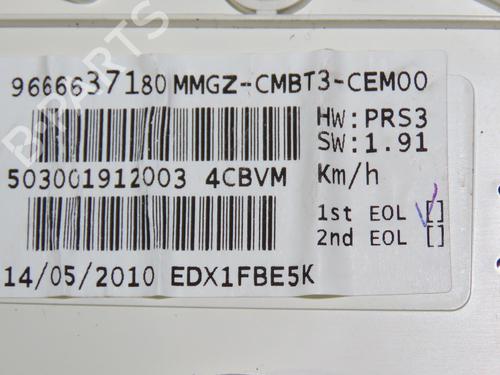 9666637180 MMGZ-CMBT3-CEM00
HW:PRS3
SW:1.91
503001912003 4CBVM
Km/h
1st EOL []
2nd EOL []
14/05/2010 EDX1FBE5K
B-PARTS